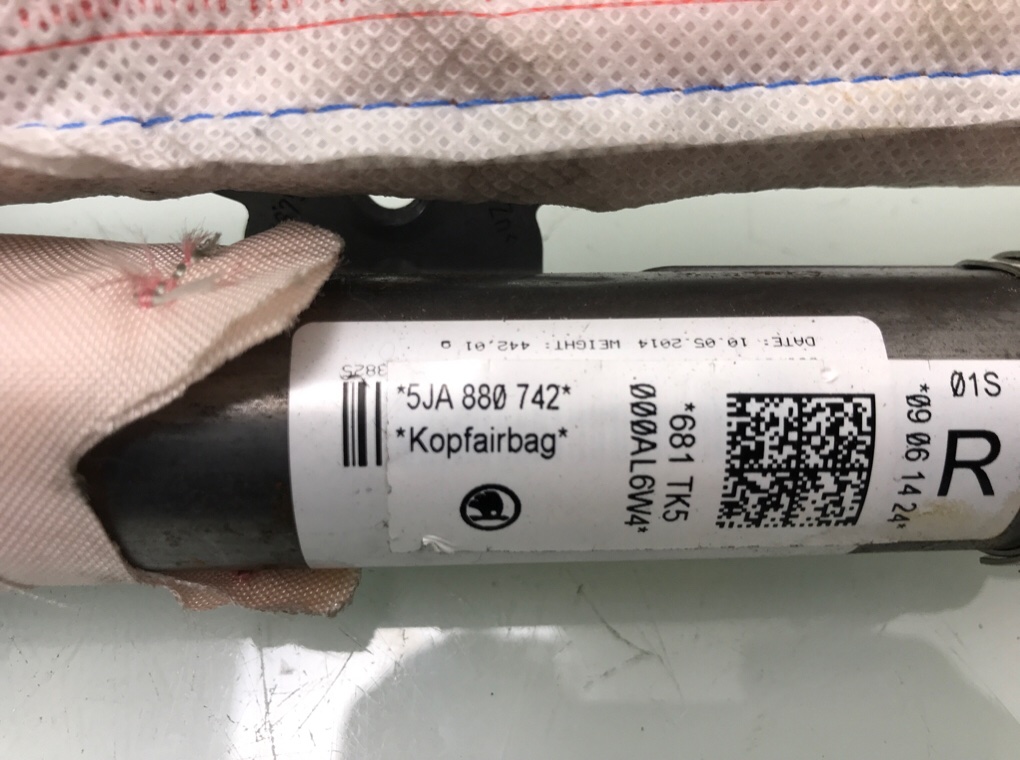 DATE: 10.05.2014 WEIGHT: 442,01 g
3825
*5JA 880 742*
*Kopfairbag*
*681 TK5
000AL6W4*
*09 06 14 24*
01S
R